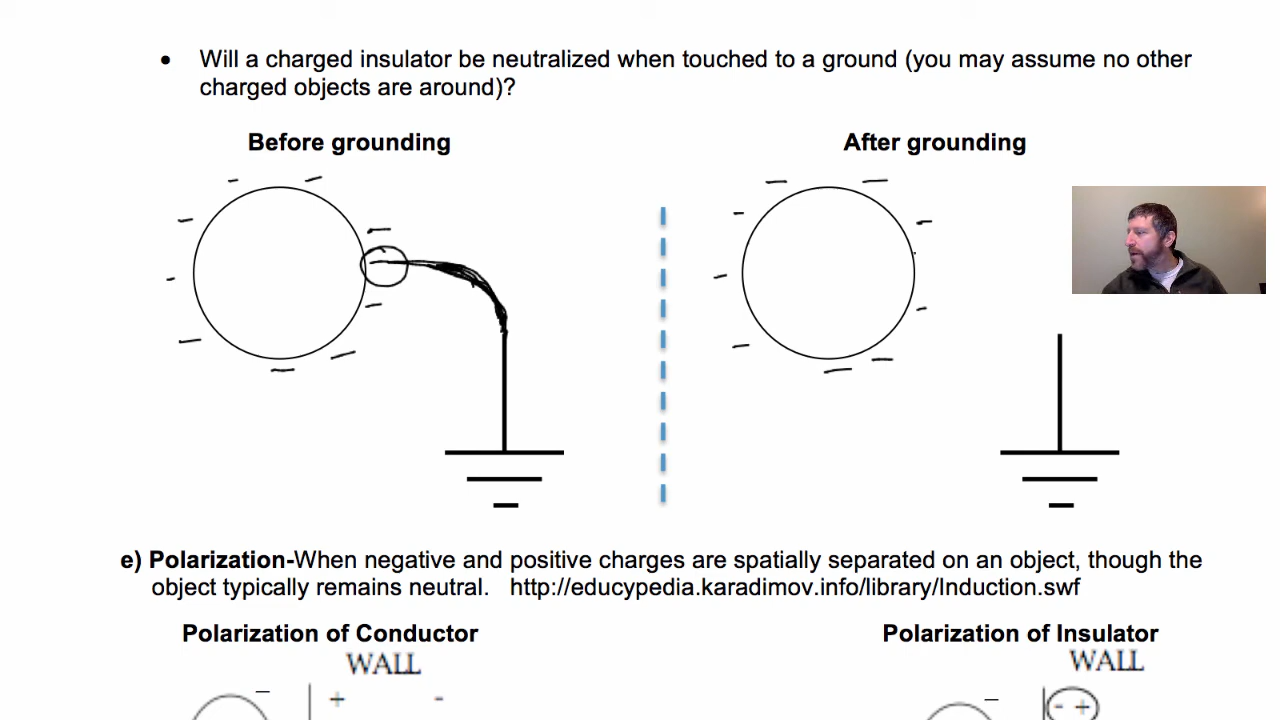 • Will a charged insulator be neutralized when touched to a ground (you may assume no other
charged objects are around)?
Before grounding
After grounding
e) Polarization-When negative and positive charges are spatially separated on an object, though the
object typically remains neutral. http://educypedia.karadimov.info/library/Induction.swf
Polarization of Conductor
Polarization of Insulator
WALL
WALL
− + -
− - +